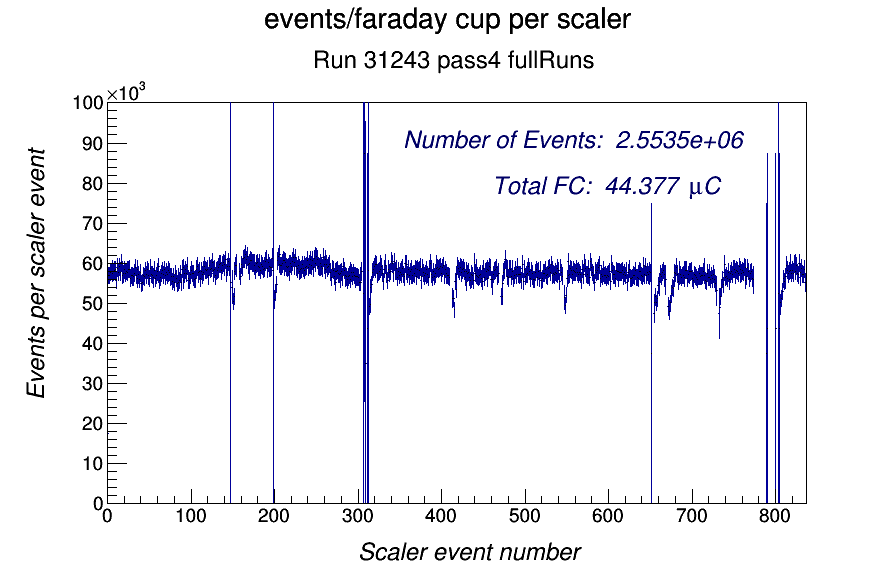 events/faraday cup per scaler
Run 31243 pass4 fullRuns
×10³
100
90
80
70
60
50
40
30
20
10
0
Events per scaler event
Number of Events: 2.5535e+06
Total FC: 44.377 μC
0 100 200 300 400 500 600 700 800
Scaler event number